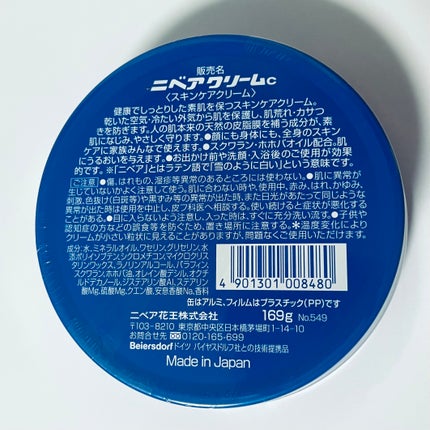 販売名
ニベアクリームc
〈スキンケアクリーム〉
健康でしっとりした素肌を保つスキンケアクリーム。
乾いた空気・冷たい外気から肌を保護し、肌荒れ・カサつ
きを防ぎます。●人の肌本来の天然の皮脂膜を補う成分が、素
肌になじみ、やさしく守ります。●顔にも身体にも、全身のスキン
ケアに家族みんなで使えます。●スクワラン・ホホバオイル配合。肌
にうるおいを与えます。●お出かけ前や洗顔・入浴後のご使用が効果
的です。※「ニベア」とはラテン語で「雪のように白い」という意味です。
ご注意 ●傷、はれもの、湿疹等異常のあるところには使わない。●肌に異常が
生じていないかよく注意して使う。肌に合わない時や、使用中、赤み、はれ、かゆみ、
刺激、色抜け(白斑等)や黒ずみ等の異常が出た時、また日光があたって同じような
異常が出た時は使用を中止し、皮フ科医へ相談する。使い続けると症状が悪化する
ことがある。●目に入らないよう注意し、入った時は、すぐに充分洗い流す。●子供や
認知症の方などの誤食等を防ぐため、置き場所に注意する。●温度変化により
クリームが小さい粒状に見えることがありますが、問題なくご使用いただけます。
成分:水、ミネラルオイル、ワセリン、グリセリン、水
添ポリイソブテン、シクロメチコン、マイクロクリス
タリンワックス、ラノリンアルコール、パラフィン、
スクワラン、ホホバ油、オレイン酸デシル、オクチ
ルドデカノール、ジステアリン酸Al、ステアリン
酸Mg、硫酸Mg、クエン酸、安息香酸Na、香料
4 901301 008480
缶はアルミ、フィルムはプラスチック(PP)です
ニベア花王株式会社 169g No.549
〒103-8210 東京都中央区日本橋茅場町1-14-10
お問合せ先 0120-165-699
Beiersdorf ドイツ バイヤスドルフ社との技術提携品
Made in Japan